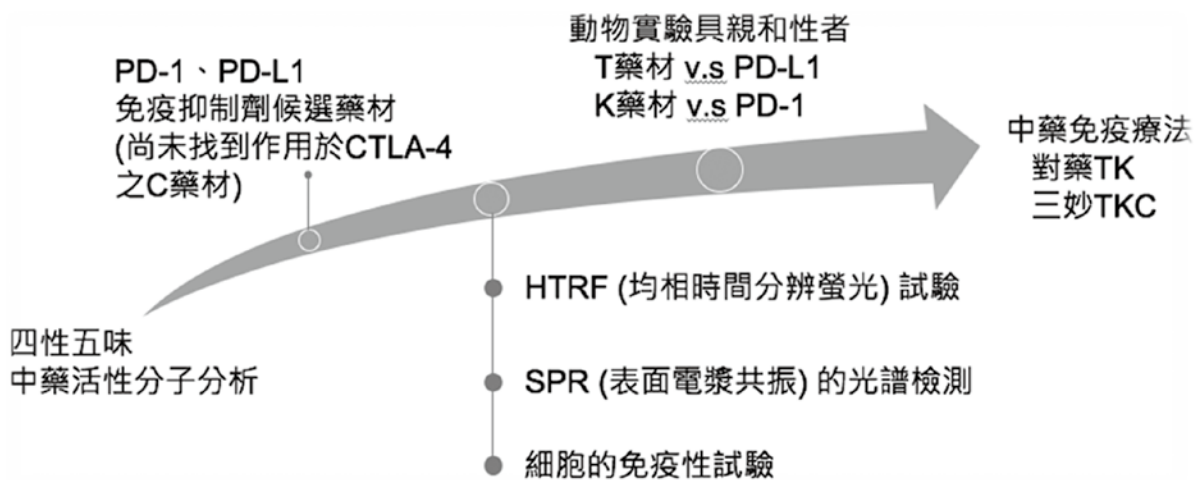 四性五味
中藥活性分子分析
PD-1、PD-L1
免疫抑制劑候選藥材
(尚未找到作用於CTLA-4
之C藥材)
HTRF (均相時間分辨螢光) 試驗
SPR (表面電漿共振) 的光譜檢測
細胞的免疫性試驗
動物實驗具親和性者
T藥材 v.s PD-L1
K藥材 v.s PD-1
中藥免疫療法
對藥TK
三妙TKC